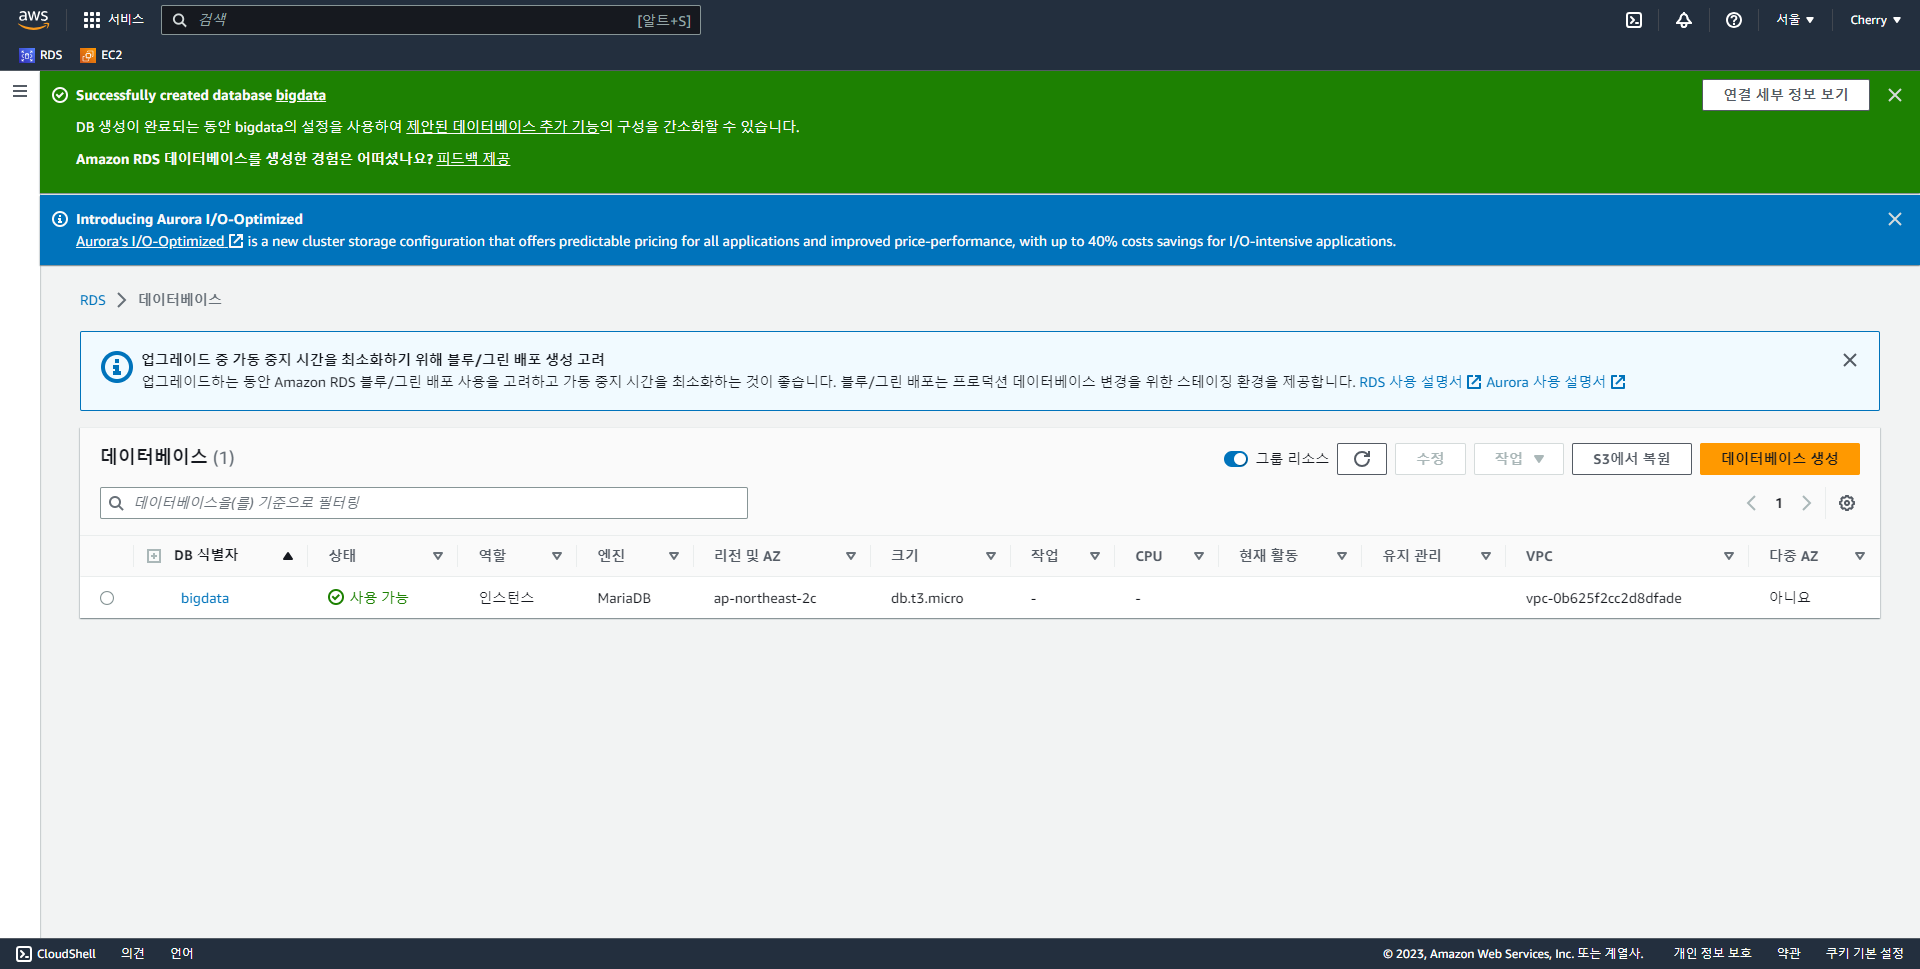 aws 서비스 검색 [알트+S] 서울 ▼ Cherry ▼
RDS EC2
Successfully created database bigdata 연결 세부 정보 보기
DB 생성이 완료되는 동안 bigdata의 설정을 사용하여 제안된 데이터베이스 추가 기능의 구성을 간소화할 수 있습니다.
Amazon RDS 데이터베이스를 생성한 경험은 어떠셨나요? 피드백 제공
Introducing Aurora I/O-Optimized
Aurora's I/O-Optimized is a new cluster storage configuration that offers predictable pricing for all applications and improved price-performance, with up to 40% costs savings for I/O-intensive applications.
RDS > 데이터베이스
업그레이드 중 가동 중지 시간을 최소화하기 위해 블루/그린 배포 생성 고려
업그레이드하는 동안 Amazon RDS 블루/그린 배포 사용을 고려하고 가동 중지 시간을 최소화하는 것이 좋습니다. 블루/그린 배포는 프로덕션 데이터베이스 변경을 위한 스테이징 환경을 제공합니다. RDS 사용 설명서 Aurora 사용 설명서
데이터베이스 (1) 그룹 리소스 수정 작업 ▼ S3에서 복원 데이터베이스 생성
데이터베이스을(를) 기준으로 필터링 < 1 >
DB 식별자 상태 역할 엔진 리전 및 AZ 크기 작업 CPU 현재 활동 유지 관리 VPC 다중 AZ
bigdata 사용 가능 인스턴스 MariaDB ap-northeast-2c db.t3.micro - - vpc-0b625f2cc2d8dfade 아니요
CloudShell 의견 언어 © 2023, Amazon Web Services, Inc. 또는 계열사. 개인 정보 보호 약관 쿠키 기본 설정